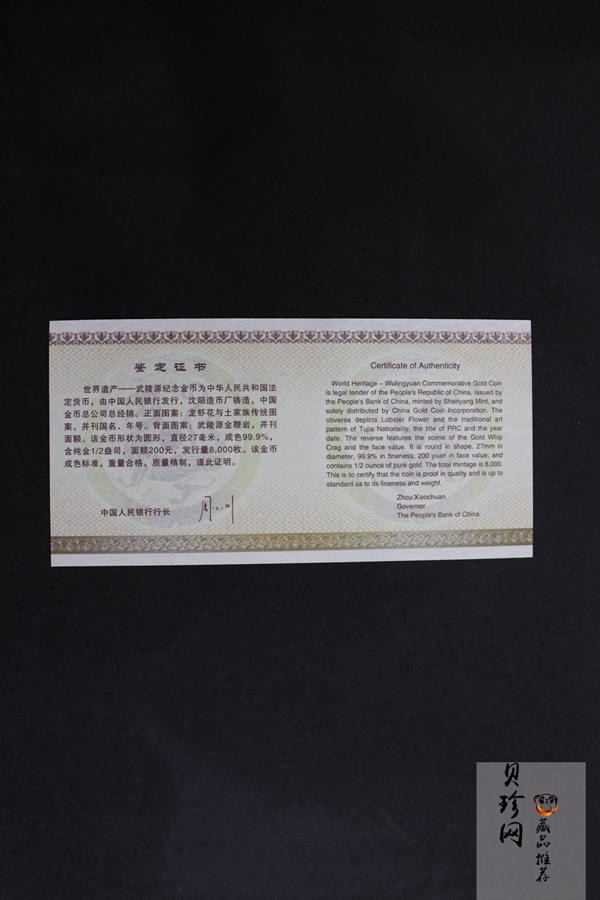 鉴定证书
世界遗产——武陵源纪念金币为中华人民共和国法
定货币，由中国人民银行发行，沈阳造币厂铸造，中国
金币总公司总经销。正面图案：龙虾花与土家族传统图
案，并刊国名、年号。背面图案：武陵源金鞭岩，并刊
面额。该金币形状为圆形，直径27毫米，成色99.9%，
含纯金1/2盎司，面额200元，发行量8,000枚。该金币
成色标准，重量合格，质量精制，谨此证明。
中国人民银行行长
Certificate of Authenticity
World Heritage – Wulingyuan Commemorative Gold Coin
is legal tender of the People's Republic of China, issued by
the People's Bank of China, minted by Shenyang Mint, and
solely distributed by China Gold Coin Incorporation. The
obverse depicts Lobster Flower and the traditional art
pattern of Tujia Nationality, the title of PRC and the year
date. The reverse features the scene of the Gold Whip
Crag and the face value. It is round in shape, 27mm in
diameter, 99.9% in fineness, 200 yuan in face value, and
contains 1/2 ounce of pure gold. The total mintage is 8,000.
This is to certify that the coin is proof in quality and is up to
standard as to its fineness and weight.
Zhou Xiaochuan
Governor
The People's Bank of China
贝珍网
藏品推荐